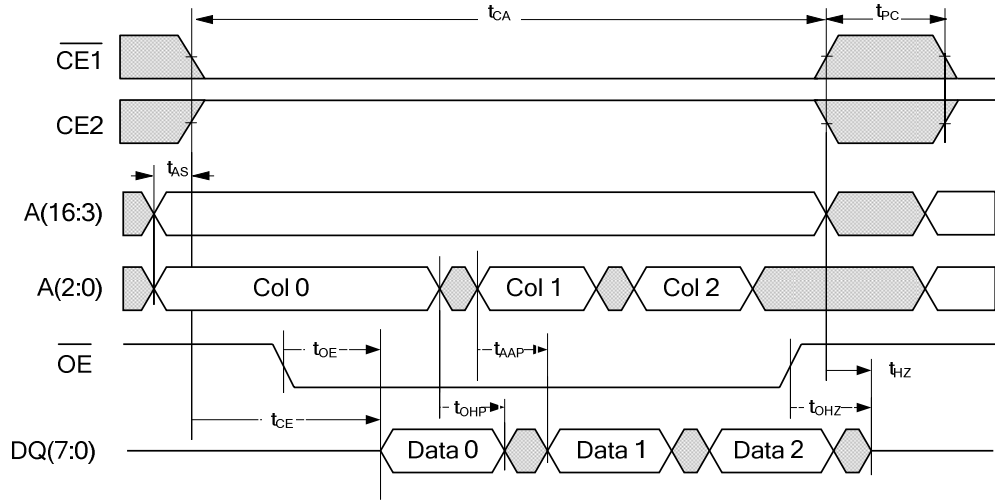 tCA tPC
CE1
CE2
tAS
A(16:3)
A(2:0) Col 0 Col 1 Col 2
OE tOE tAAP tHZ
tCE tOHP tOHZ
DQ(7:0) Data 0 Data 1 Data 2